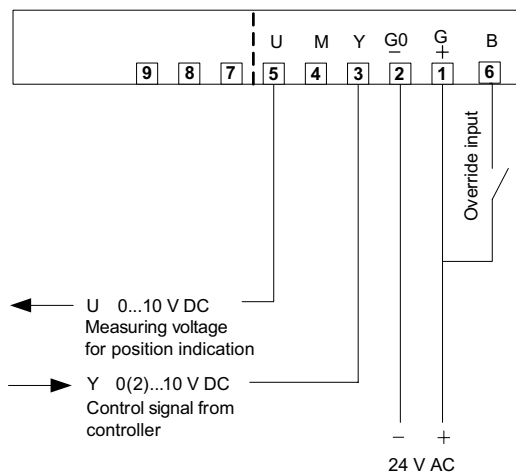 U M Y G0 G B
− +
9 8 7 5 4 3 2 1 6
Override input
U 0...10 V DC
Measuring voltage
for position indication
Y 0(2)...10 V DC
Control signal from
controller
− +
24 V AC